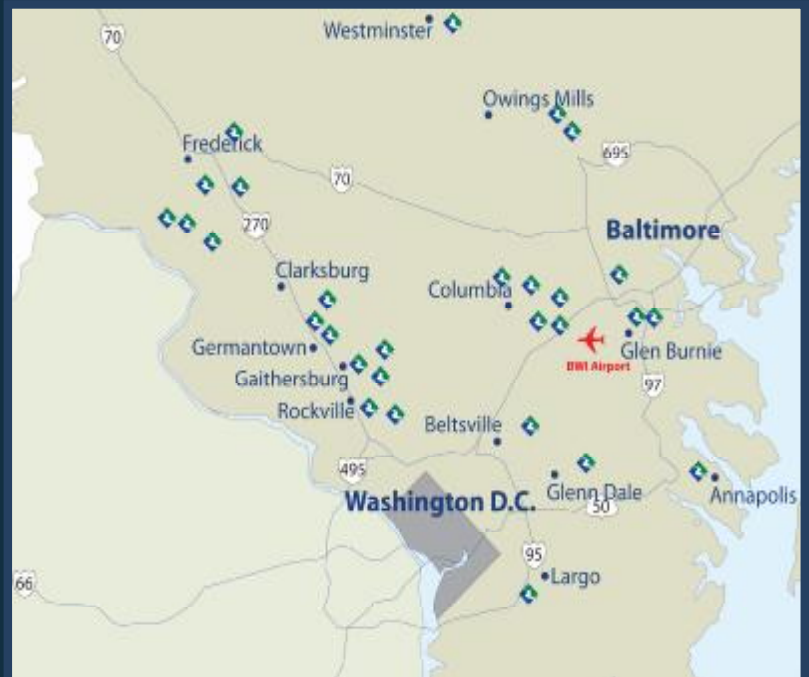 Westminster
70
Owings Mills
Frederick
695
70
270
Baltimore
Clarksburg
Columbia
Germantown
Glen Burnie
BWI Airport
Gaithersburg
97
Rockville
Beltsville
495
Glenn Dale
Annapolis
Washington D.C.
50
95
66
Largo